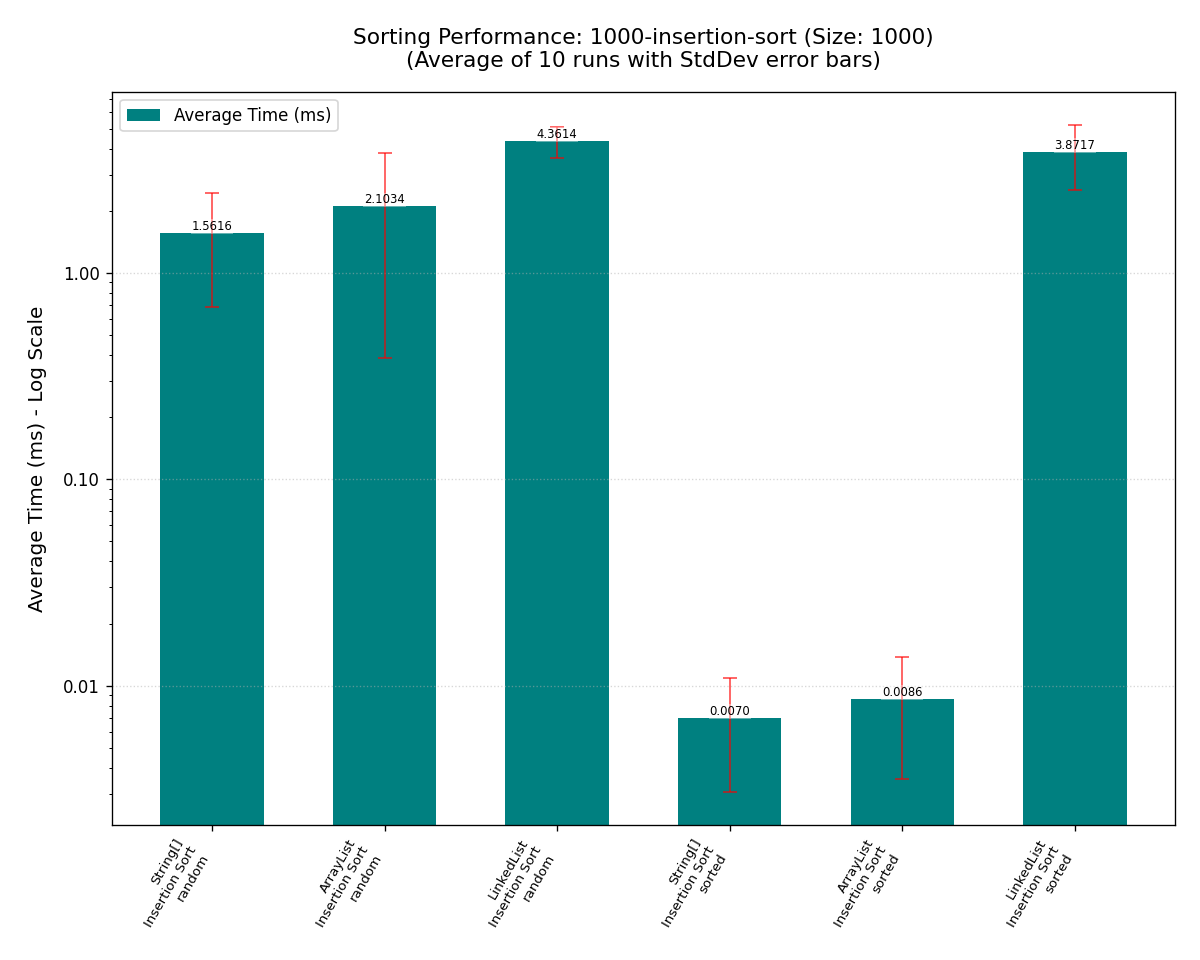 Sorting Performance: 1000-insertion-sort (Size: 1000)
(Average of 10 runs with StdDev error bars)
Average Time (ms)
Average Time (ms) - Log Scale
1.00
0.10
0.01
1.5616
2.1034
4.3614
0.0070
0.0086
3.8717
String[]
Insertion Sort
random
ArrayList
Insertion Sort
random
LinkedList
Insertion Sort
random
String[]
Insertion Sort
sorted
ArrayList
Insertion Sort
sorted
LinkedList
Insertion Sort
sorted